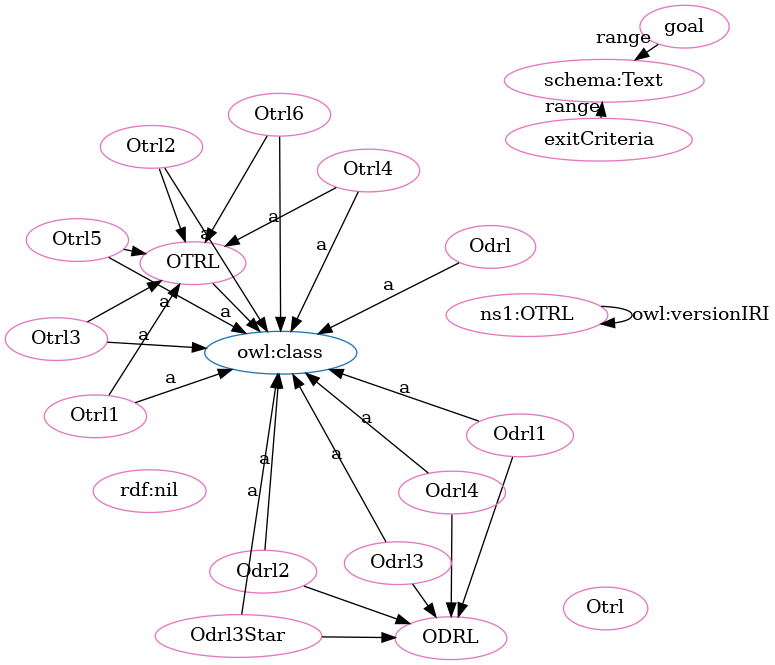 goal
range
schema:Text
range
exitCriteria
Otrl6
Otrl2
Otrl4
a
Otrl5
a
a
Odrl
OTRL
a
a
a
ns1:OTRL
owl:versionIRI
Otrl3
a
owl:class
a
a
Otrl1
a
Odrl1
a
a
rdf:nil
a
Odrl4
Odrl3
Odrl2
Otrl
Odrl3Star
ODRL